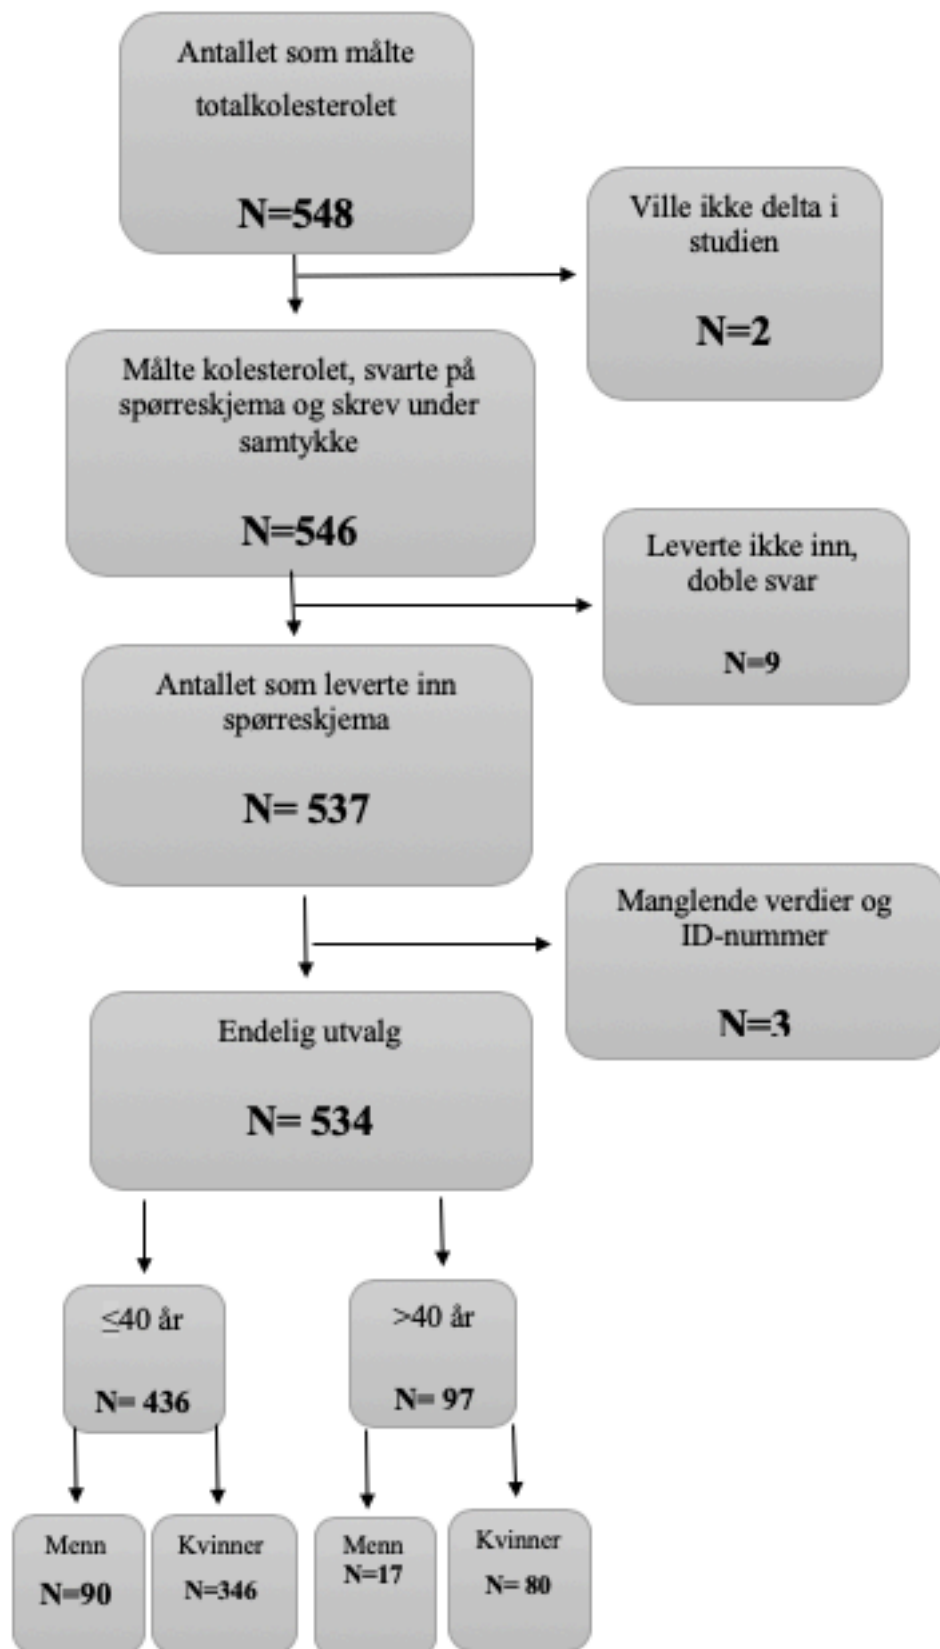 Antallet som målte
totalkolesterolet
N=548
Ville ikke delta i
studien
N=2
Målte kolesterolet, svarte på
spørreskjema og skrev under
samtykke
N=546
Leverte ikke inn,
doble svar
N=9
Antallet som leverte inn
spørreskjema
N= 537
Manglende verdier og
ID-nummer
N=3
Endelig utvalg
N= 534
≤40 år
N= 436
>40 år
N= 97
Menn
N=90
Kvinner
N=346
Menn
N=17
Kvinner
N= 80